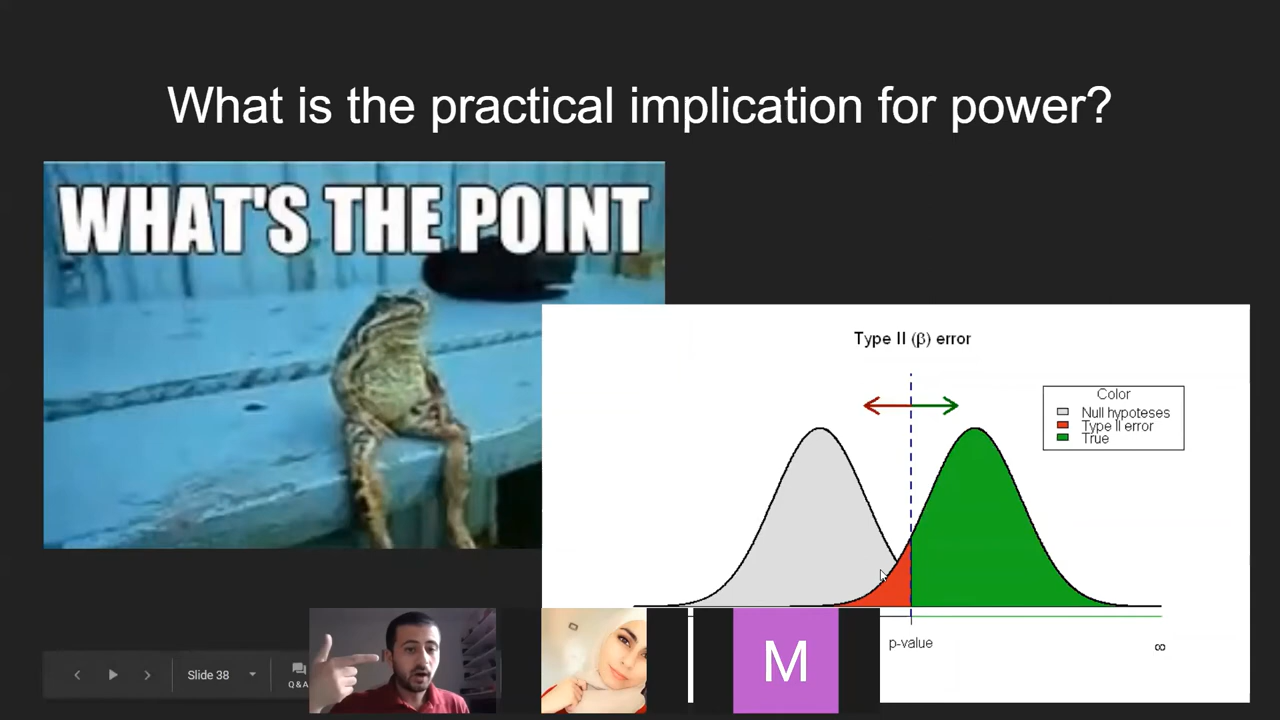 What is the practical implication for power?
WHAT'S THE POINT
Type II (β) error
Color
Null hypoteses
Type II error
True
p-value
∞
Slide 38
Q&A
M